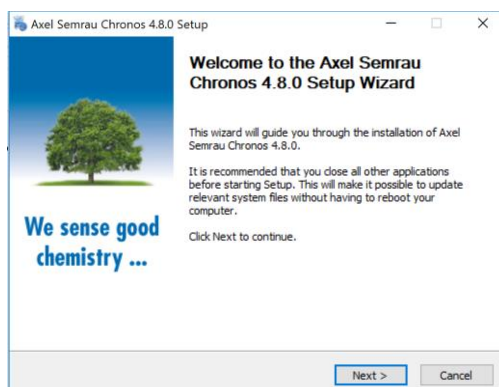 Axel Semrau Chronos 4.8.0 Setup
Welcome to the Axel Semrau
Chronos 4.8.0 Setup Wizard
This wizard will guide you through the installation of Axel
Semrau Chronos 4.8.0.
It is recommended that you close all other applications
before starting Setup. This will make it possible to update
relevant system files without having to reboot your
computer.
Click Next to continue.
We sense good
chemistry ...
Next >
Cancel